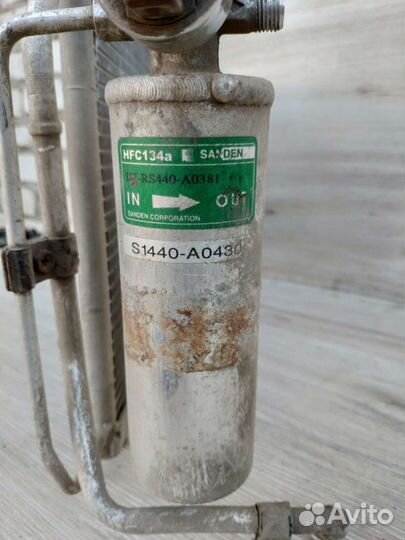 HFC134a SANDEN
RS440-A0381
IN OUT
SANDEN CORPORATION
S1440-A0430
Avito